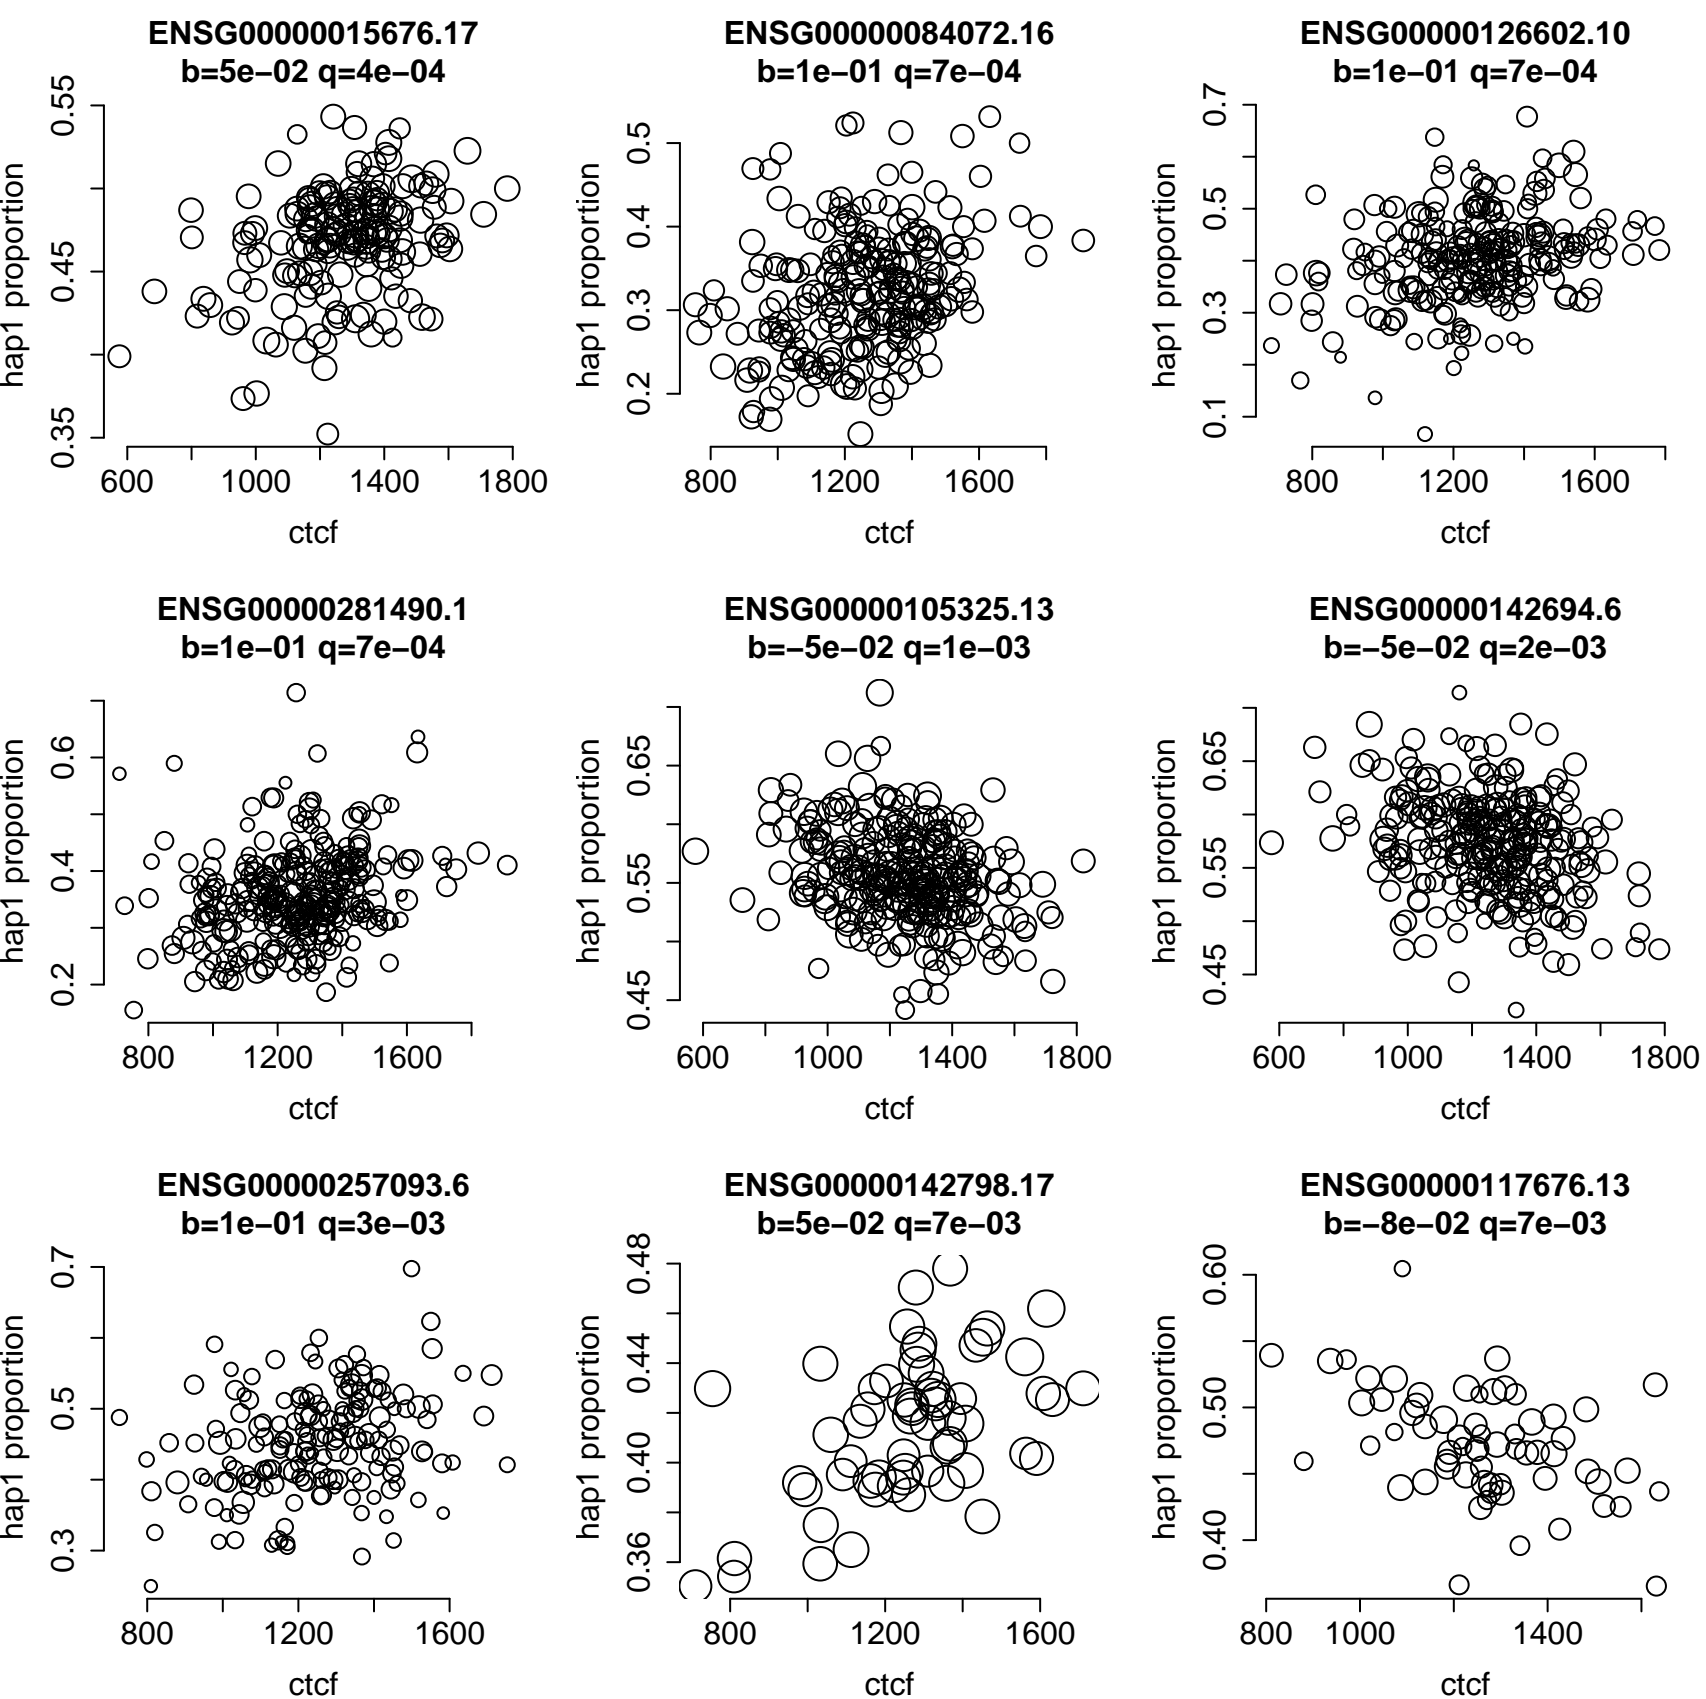 ENSG00000015676.17
b=5e−02 q=4e−04
hap1 proportion
0.35 0.45 0.55
600 1000 1400 1800
ctcf
ENSG00000084072.16
b=1e−01 q=7e−04
hap1 proportion
0.2 0.3 0.4 0.5
800 1200 1600
ctcf
ENSG00000126602.10
b=1e−01 q=7e−04
hap1 proportion
0.1 0.3 0.5 0.7
800 1200 1600
ctcf
ENSG00000281490.1
b=1e−01 q=7e−04
hap1 proportion
0.2 0.4 0.6
800 1200 1600
ctcf
ENSG00000105325.13
b=−5e−02 q=1e−03
hap1 proportion
0.45 0.55 0.65
600 1000 1400 1800
ctcf
ENSG00000142694.6
b=−5e−02 q=2e−03
hap1 proportion
0.45 0.55 0.65
600 1000 1400 1800
ctcf
ENSG00000257093.6
b=1e−01 q=3e−03
hap1 proportion
0.3 0.5 0.7
800 1200 1600
ctcf
ENSG00000142798.17
b=5e−02 q=7e−03
hap1 proportion
0.36 0.40 0.44 0.48
800 1200 1600
ctcf
ENSG00000117676.13
b=−8e−02 q=7e−03
hap1 proportion
0.40 0.50 0.60
800 1000 1400
ctcf